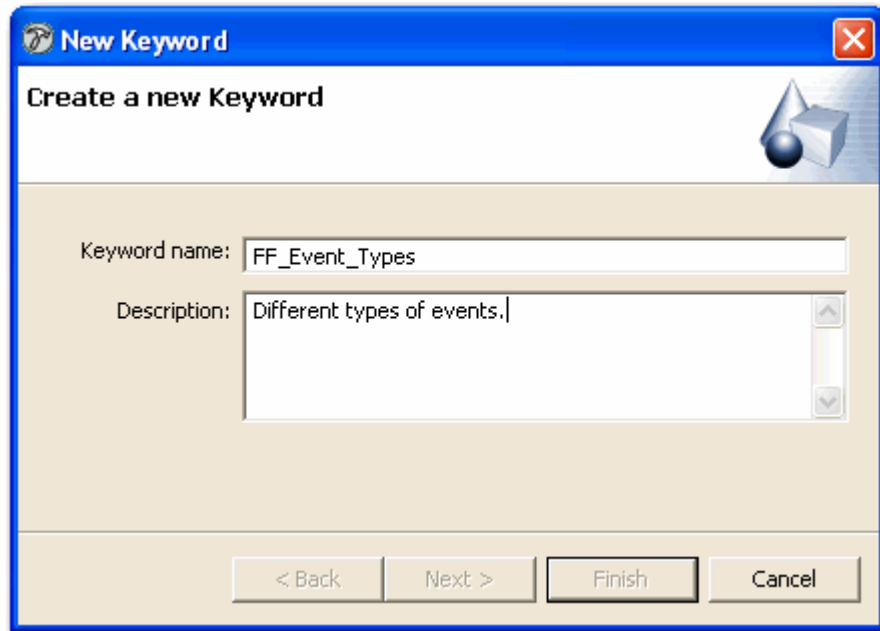 New Keyword
Create a new Keyword
Keyword name: FF_Event_Types
Description: Different types of events.
< Back Next > Finish Cancel